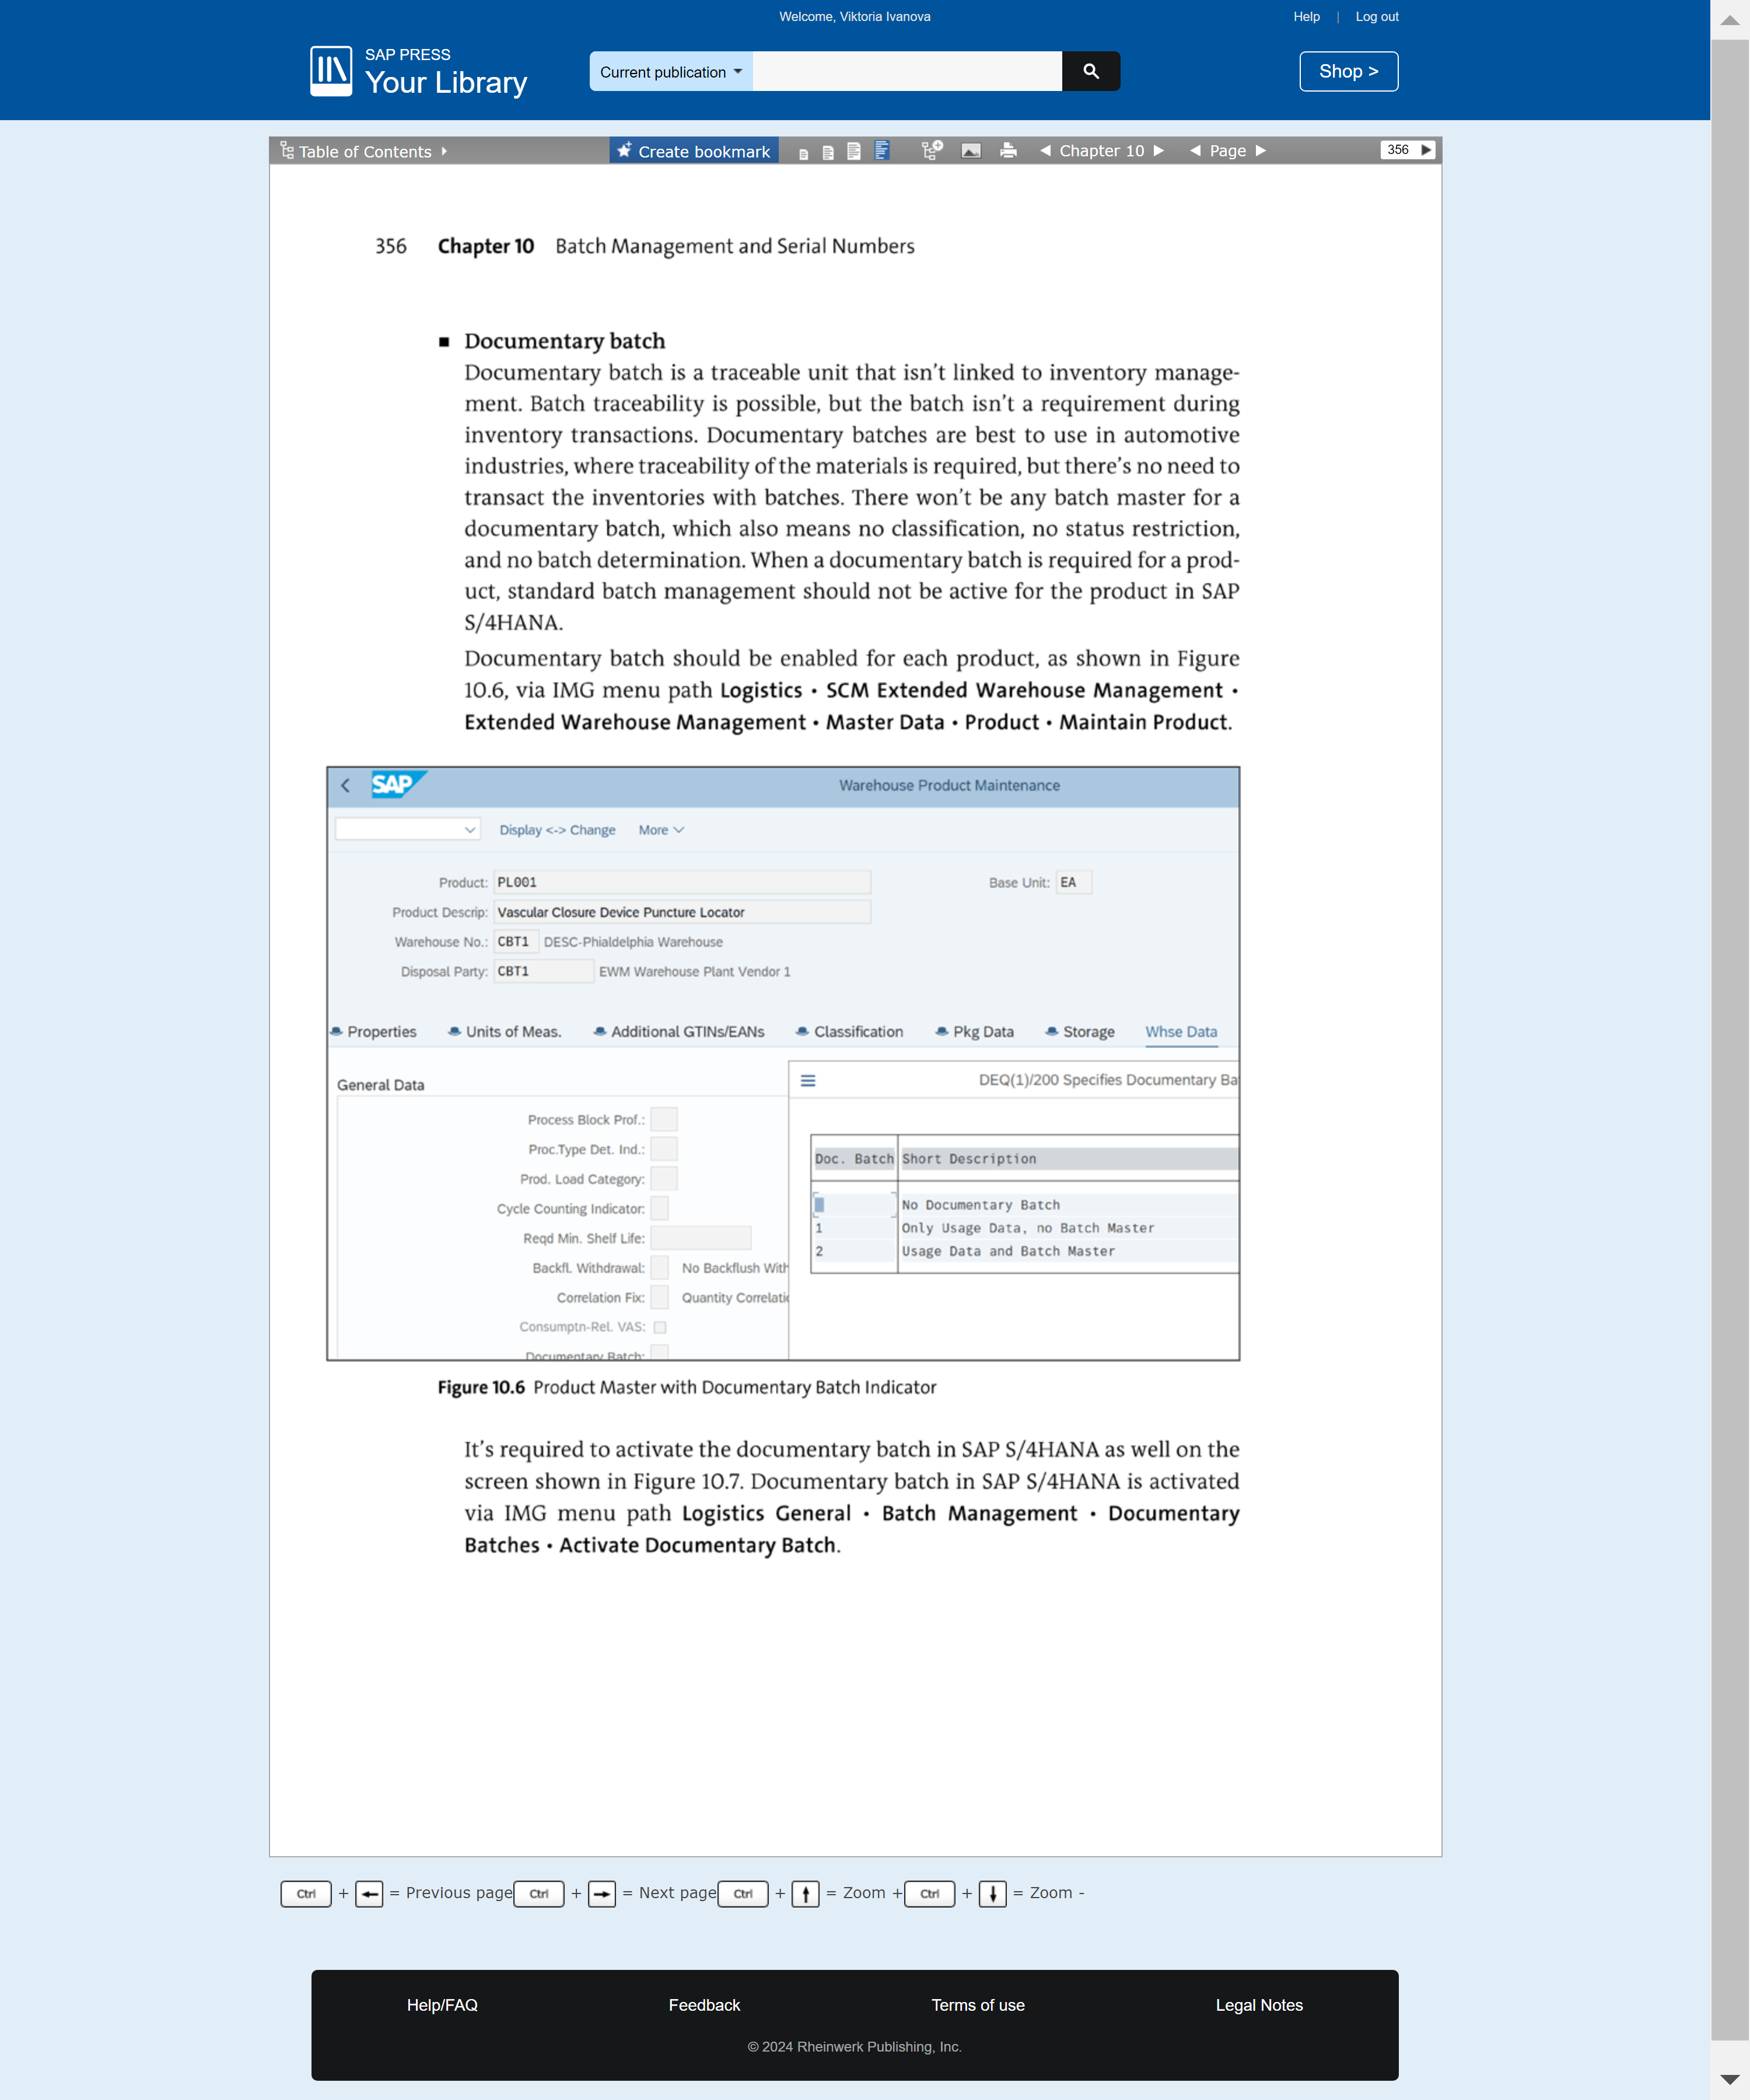 Welcome, Viktoria Ivanova
Help | Log out
SAP PRESS
Your Library
Current publication
Shop >
Table of Contents
Create bookmark
Chapter 10
Page
356
356 Chapter 10 Batch Management and Serial Numbers
■ Documentary batch
Documentary batch is a traceable unit that isn’t linked to inventory manage-
ment. Batch traceability is possible, but the batch isn’t a requirement during
inventory transactions. Documentary batches are best to use in automotive
industries, where traceability of the materials is required, but there’s no need to
transact the inventories with batches. There won’t be any batch master for a
documentary batch, which also means no classification, no status restriction,
and no batch determination. When a documentary batch is required for a prod-
uct, standard batch management should not be active for the product in SAP
S/4HANA.
Documentary batch should be enabled for each product, as shown in Figure
10.6, via IMG menu path Logistics • SCM Extended Warehouse Management •
Extended Warehouse Management • Master Data • Product • Maintain Product.
SAP
Warehouse Product Maintenance
Display <-> Change More
Product: PL001
Base Unit: EA
Product Descrip: Vascular Closure Device Puncture Locator
Warehouse No.: CBT1 DESC-Phialdelphia Warehouse
Disposal Party: CBT1 EWM Warehouse Plant Vendor 1
Properties Units of Meas. Additional GTINs/EANs Classification Pkg Data Storage Whse Data
General Data
Process Block Prof.:
Proc.Type Det. Ind.:
Prod. Load Category:
Cycle Counting Indicator:
Reqd Min. Shelf Life:
Backfl. Withdrawal: No Backflush With
Correlation Fix: Quantity Correlati
Consumptn-Rel. VAS:
Documentary Batch:
DEQ(1)/200 Specifies Documentary Ba
Doc. Batch Short Description
No Documentary Batch
1 Only Usage Data, no Batch Master
2 Usage Data and Batch Master
Figure 10.6 Product Master with Documentary Batch Indicator
It’s required to activate the documentary batch in SAP S/4HANA as well on the
screen shown in Figure 10.7. Documentary batch in SAP S/4HANA is activated
via IMG menu path Logistics General • Batch Management • Documentary
Batches • Activate Documentary Batch.
Ctrl + ← = Previous page Ctrl + → = Next page Ctrl + ↑ = Zoom + Ctrl + ↓ = Zoom -
Help/FAQ Feedback Terms of use Legal Notes
© 2024 Rheinwerk Publishing, Inc.